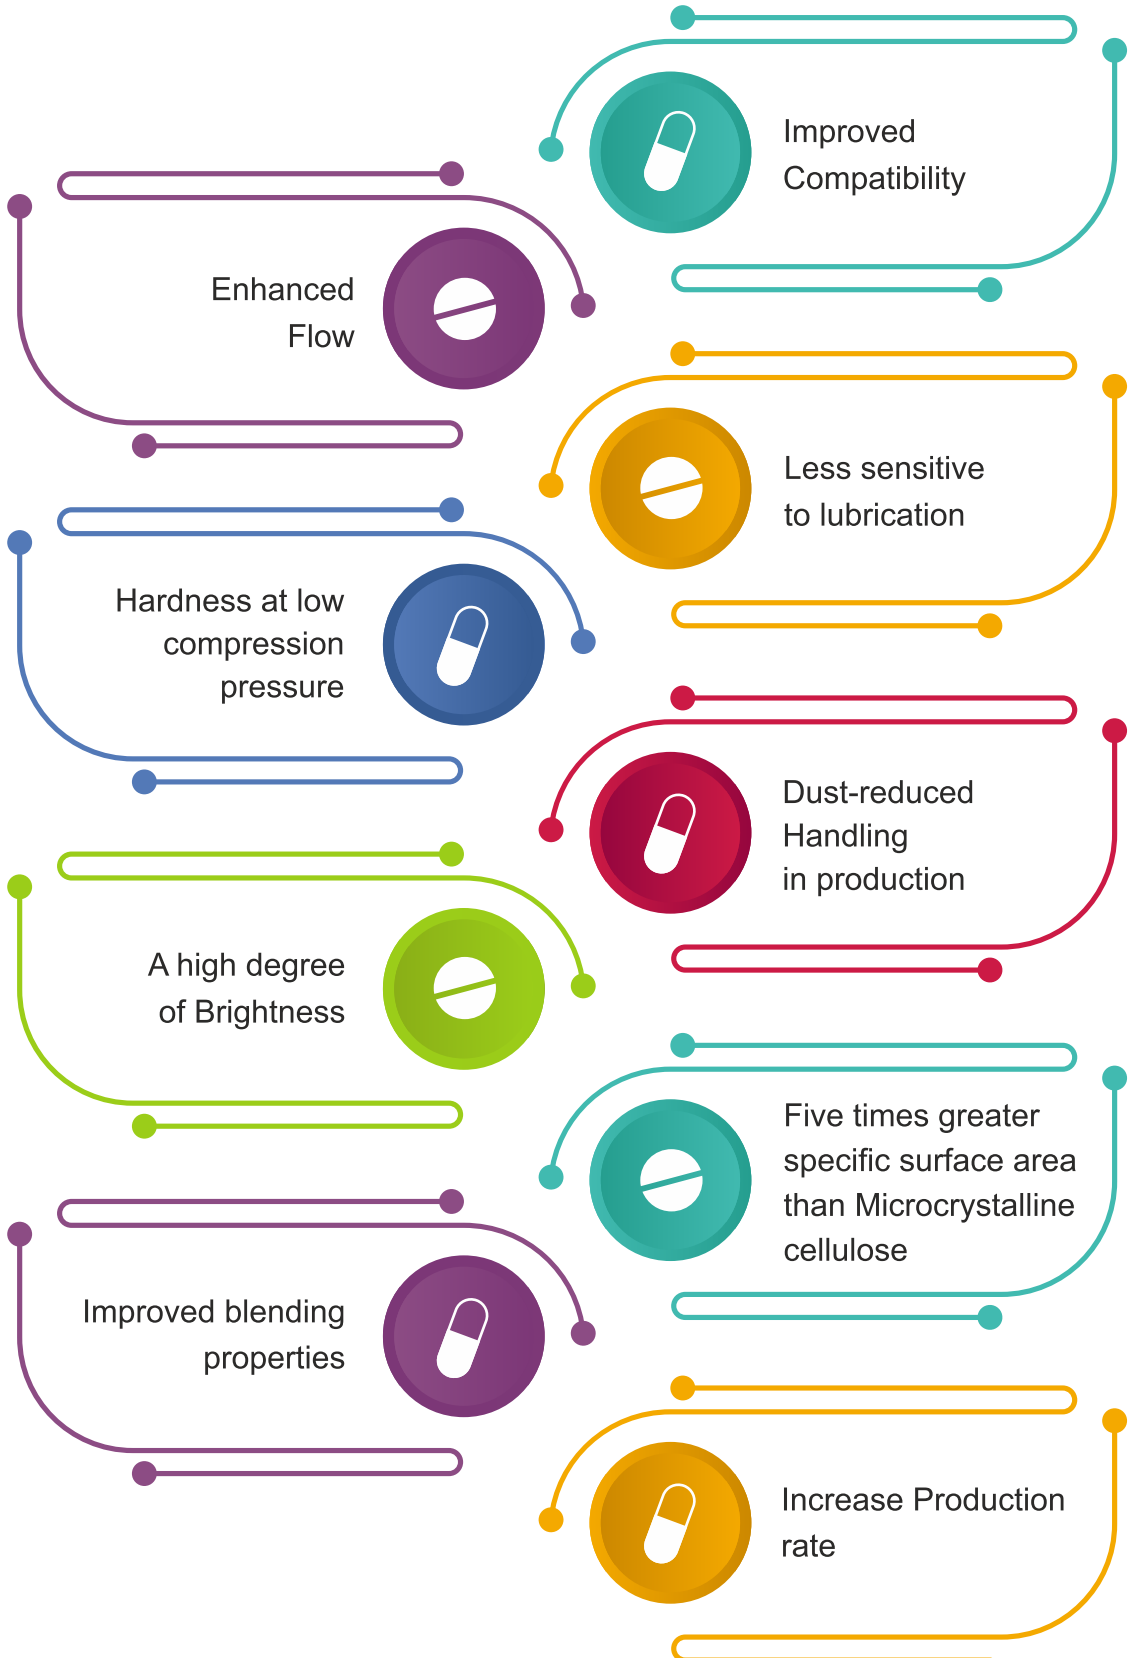 Improved
Compatibility
Enhanced
Flow
Less sensitive
to lubrication
Hardness at low
compression
pressure
Dust-reduced
Handling
in production
A high degree
of Brightness
Five times greater
specific surface area
than Microcrystalline
cellulose
Improved blending
properties
Increase Production
rate